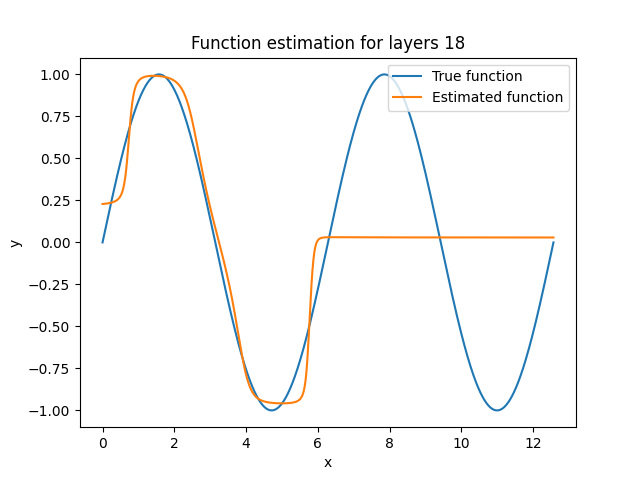 Function estimation for layers 18
True function
Estimated function
1.00
0.75
0.50
0.25
0.00
−0.25
−0.50
−0.75
−1.00
y
0 2 4 6 8 10 12
x